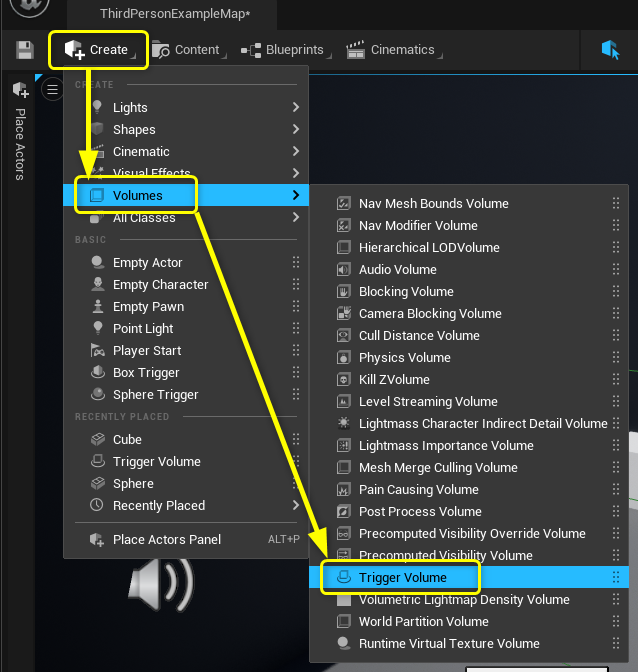 ThirdPersonExampleMap*
Create
Content
Blueprints
Cinematics
Place Actors
CREATE
Lights
Shapes
Cinematic
Visual Effects
Volumes
All Classes
BASIC
Empty Actor
Empty Character
Empty Pawn
Point Light
Player Start
Box Trigger
Sphere Trigger
RECENTLY PLACED
Cube
Trigger Volume
Sphere
Recently Placed
Place Actors Panel ALT+P
Nav Mesh Bounds Volume
Nav Modifier Volume
Hierarchical LODVolume
Audio Volume
Blocking Volume
Camera Blocking Volume
Cull Distance Volume
Physics Volume
Kill ZVolume
Level Streaming Volume
Lightmass Character Indirect Detail Volume
Lightmass Importance Volume
Mesh Merge Culling Volume
Pain Causing Volume
Post Process Volume
Precomputed Visibility Override Volume
Precomputed Visibility Volume
Trigger Volume
Volumetric Lightmap Density Volume
World Partition Volume
Runtime Virtual Texture Volume